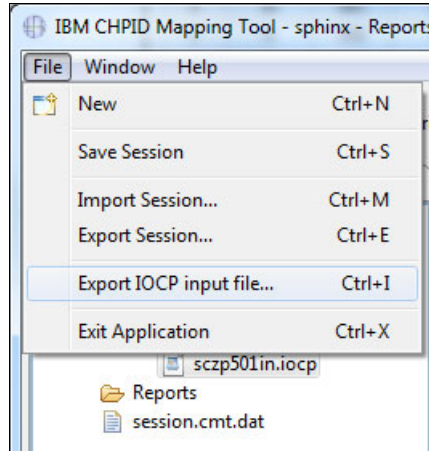 IBM CHPID Mapping Tool - sphinx - Reports
File Window Help
New Ctrl+N
Save Session Ctrl+S
Import Session... Ctrl+M
Export Session... Ctrl+E
Export IOCP input file... Ctrl+I
Exit Application Ctrl+X
sczp501in.iocp
Reports
session.cmt.dat